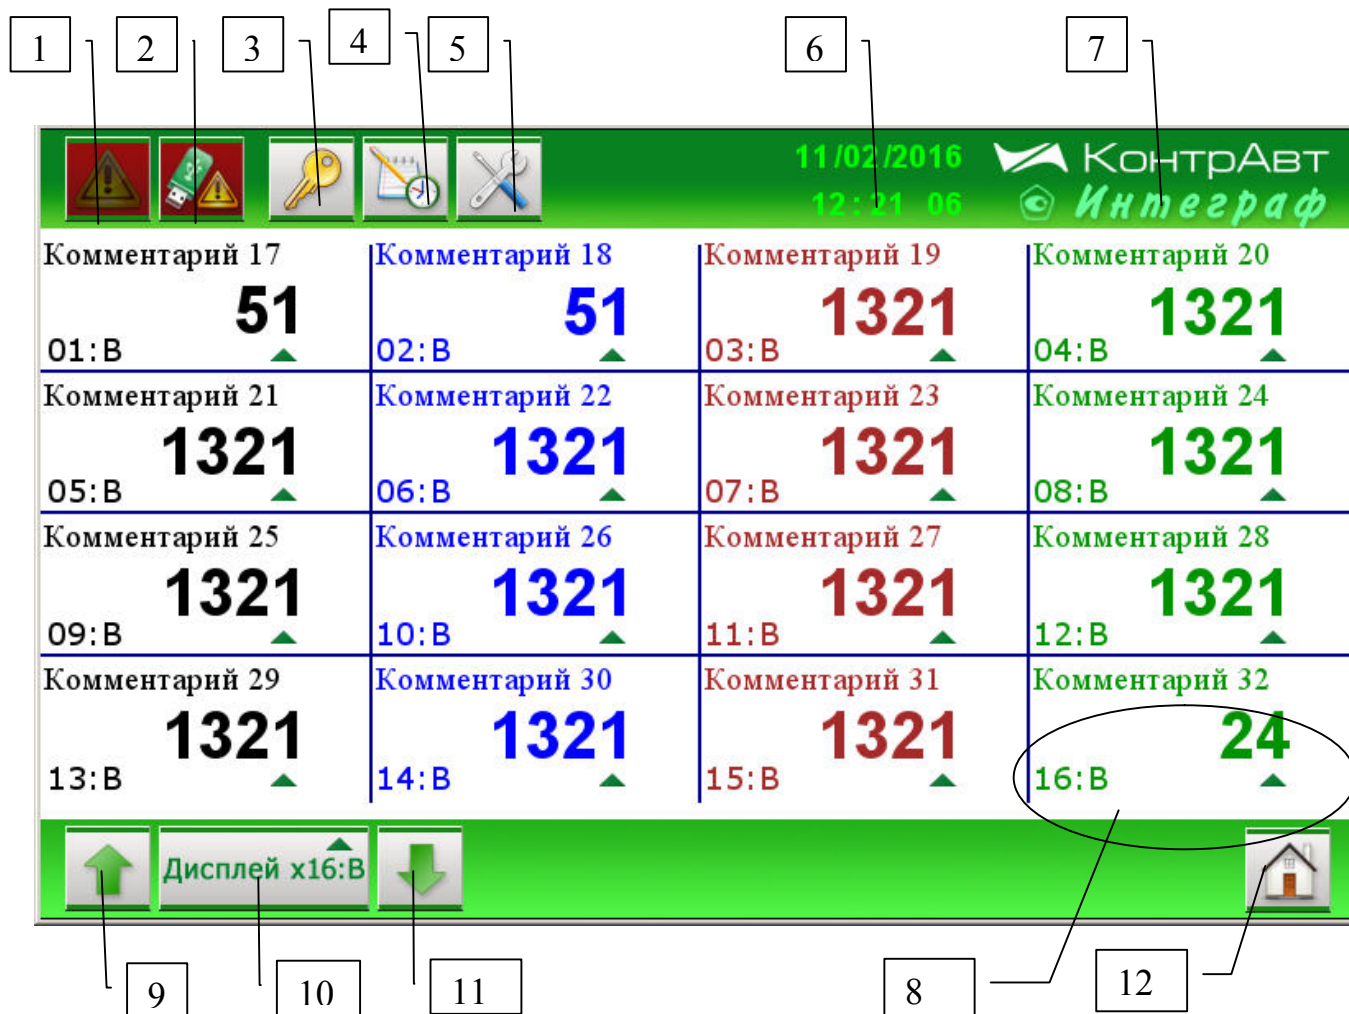 1 2 3 4 5 6 7
11/02/2016
12:21 06
КонтрАвт
Интеграф
Комментарий 17 Комментарий 18 Комментарий 19 Комментарий 20
51 51 1321 1321
01:В 02:В 03:В 04:В
Комментарий 21 Комментарий 22 Комментарий 23 Комментарий 24
1321 1321 1321 1321
05:В 06:В 07:В 08:В
Комментарий 25 Комментарий 26 Комментарий 27 Комментарий 28
1321 1321 1321 1321
09:В 10:В 11:В 12:В
Комментарий 29 Комментарий 30 Комментарий 31 Комментарий 32
1321 1321 1321 24
13:В 14:В 15:В 16:В
Дисплей x16:В
9 10 11 8 12